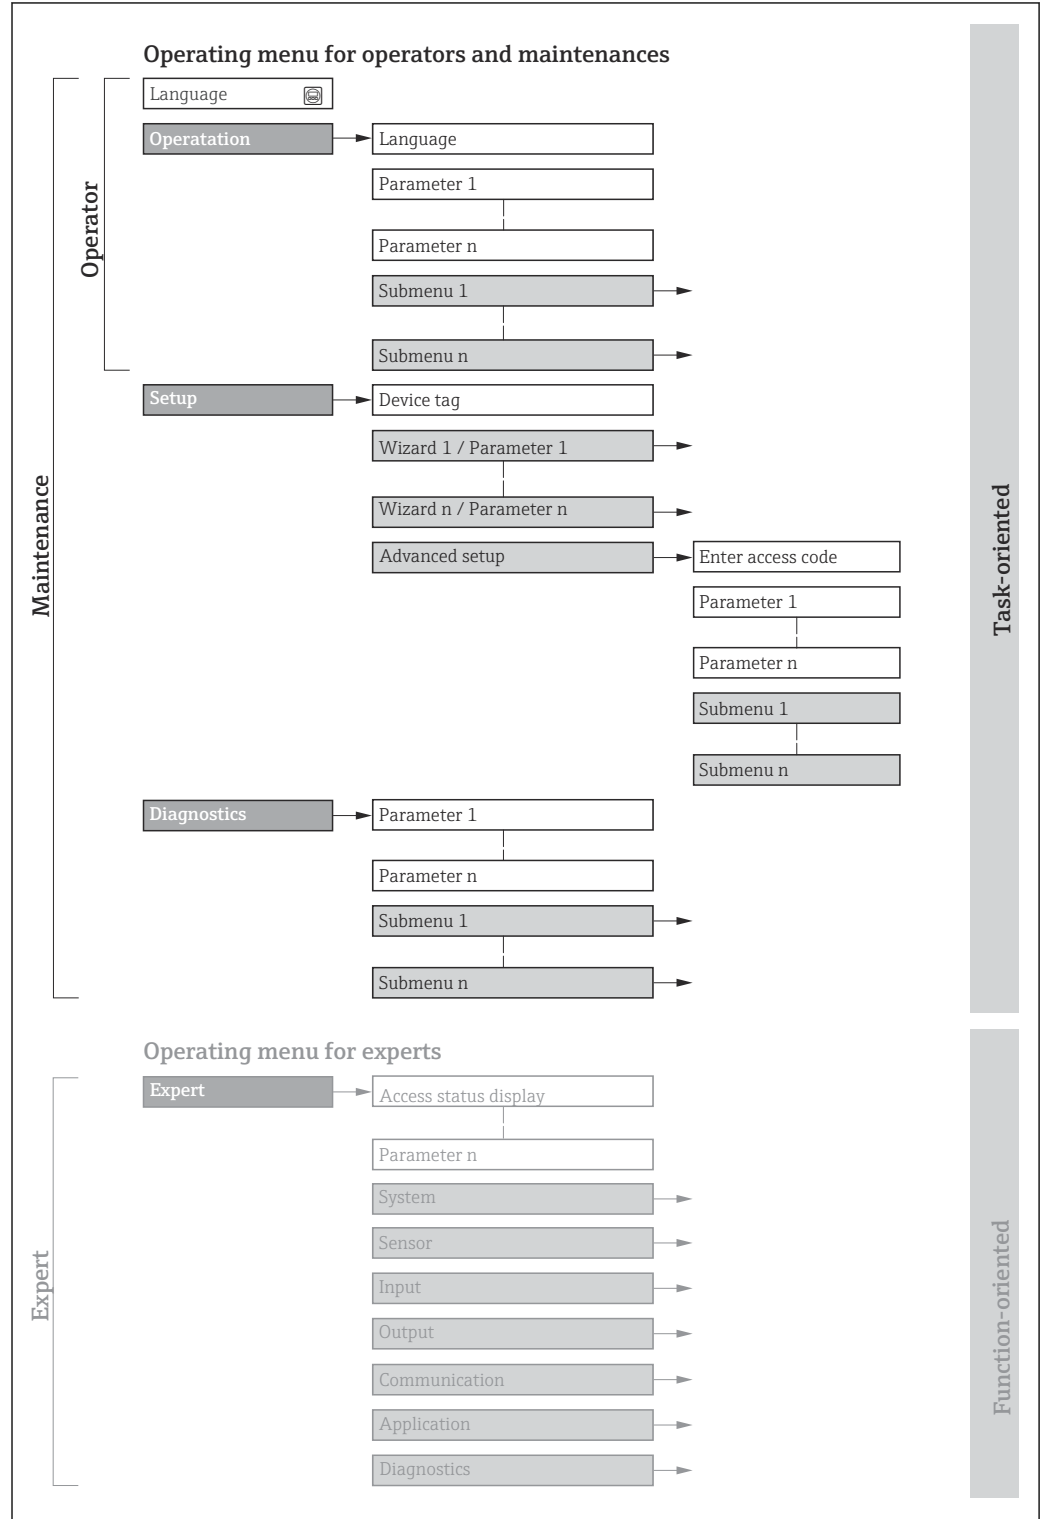 Operating menu for operators and maintenances
Language
Operatation
Language
Parameter 1
Parameter n
Submenu 1
Submenu n
Operator
Setup
Device tag
Wizard 1 / Parameter 1
Wizard n / Parameter n
Advanced setup
Enter access code
Parameter 1
Parameter n
Submenu 1
Submenu n
Maintenance
Task-oriented
Diagnostics
Parameter 1
Parameter n
Submenu 1
Submenu n
Operating menu for experts
Expert
Access status display
Parameter n
System
Sensor
Input
Output
Communication
Application
Diagnostics
Expert
Function-oriented